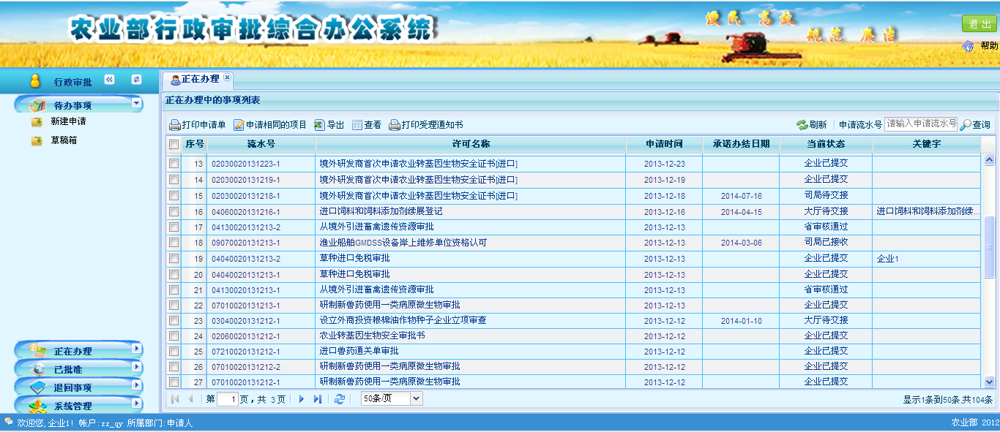 农业部行政审批综合办公系统
便民 高效
规范 廉洁
退出
帮助
行政审批
待办事项
新建申请
草稿箱
正在办理
已批准
退回事项
系统管理
正在办理
正在办理中的事项列表
打印申请单 申请相同的项目 导出 查看 打印受理通知书 刷新 申请流水号 请输入申请流水号 查询
序号 流水号 许可名称 申请时间 承诺办结日期 当前状态 关键字
13 02030020131223-1 境外研发商首次申请农业转基因生物安全证书[进口] 2013-12-23 企业已提交
14 02030020131219-1 境外研发商首次申请农业转基因生物安全证书[进口] 2013-12-19 企业已提交
15 02030020131218-1 境外研发商首次申请农业转基因生物安全证书[进口] 2013-12-18 2014-07-16 司局待交接
16 04060020131216-1 进口饲料和饲料添加剂续展登记 2013-12-16 2014-04-15 大厅待交接 进口饲料和饲料添加剂续...
17 04130020131213-2 从境外引进畜禽遗传资源审批 2013-12-13 省审核通过
18 09070020131213-1 渔业船舶GMDSS设备岸上维修单位资格认可 2013-12-13 2014-03-06 司局已接收
19 04040020131213-2 草种进口免税审批 2013-12-13 企业已提交 企业1
20 04040020131213-1 草种进口免税审批 2013-12-13 企业已提交
21 04130020131213-1 从境外引进畜禽遗传资源审批 2013-12-13 省审核通过
22 07010020131213-1 研制新兽药使用一类病原微生物审批 2013-12-13 企业已提交
23 03040020131212-1 设立外商投资粮棉油作物种子企业立项审查 2013-12-12 2014-01-10 大厅待交接
24 02060020131212-1 农业转基因生物安全审批书 2013-12-12 企业已提交
25 07210020131212-1 进口兽药通关单审批 2013-12-12 企业已提交
26 07010020131212-2 研制新兽药使用一类病原微生物审批 2013-12-12 企业已提交
27 07010020131212-1 研制新兽药使用一类病原微生物审批 2013-12-12 企业已提交
第 1 页，共 3 页 50条/页 显示1条到50条,共104条
欢迎您,企业1! 帐户:zz_qy 所属部门:申请人 农业部 2012